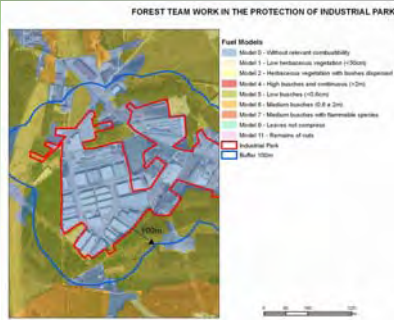 FOREST TEAM WORK IN THE PROTECTION OF INDUSTRIAL PARK
Fuel Models
Model 0 - Without relevant combustibility
Model 1 - Low herbaceous vegetation (<30cm)
Model 2 - Herbaceous vegetation with bushes dispersed
Model 4 - High bushes and continuous (>2m)
Model 5 - Low bushes (<0,6m)
Model 6 - Medium bushes (0,6 a 2m)
Model 7 - Medium bushes with flammable species
Model 8 - Leaves not compress
Model 11 - Remains of cuts
Industrial Park
Buffer 100m
100m